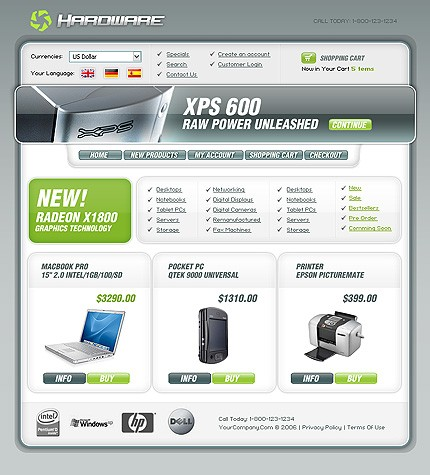 HARDWARE
CALL TODAY: 1-800-123-1234
Currencies: US Dollar
Your Language:
Specials
Search
Contact Us
Create an account
Customer Login
SHOPPING CART
Now in Your Cart 5 items
XPS
XPS 600
RAW POWER UNLEASHED
CONTINUE
HOME NEW PRODUCTS MY ACCOUNT SHOPPING CART CHECKOUT
NEW!
RADEON X1800
GRAPHICS TECHNOLOGY
Desktops
Notebooks
Tablet PCs
Servers
Storage
Networking
Digital Displays
Digital Cameras
Remanufactured
Fax Machines
Desktops
Notebooks
Tablet PCs
Servers
Storage
New
Sale
Bestsellers
Pre Order
Comming Soon
MACBOOK PRO
15" 2.0 INTEL/1GB/100/SD
$3290.00
INFO BUY
POCKET PC
QTEK 9000 UNIVERSAL
$1310.00
INFO BUY
PRINTER
EPSON PICTUREMATE
$399.00
INFO BUY
intel
Pentium II
Windows
hp
DELL
Call Today: 1-800-123-1234
YourCompany.Com © 2006 | Privacy Policy | Terms Of Use